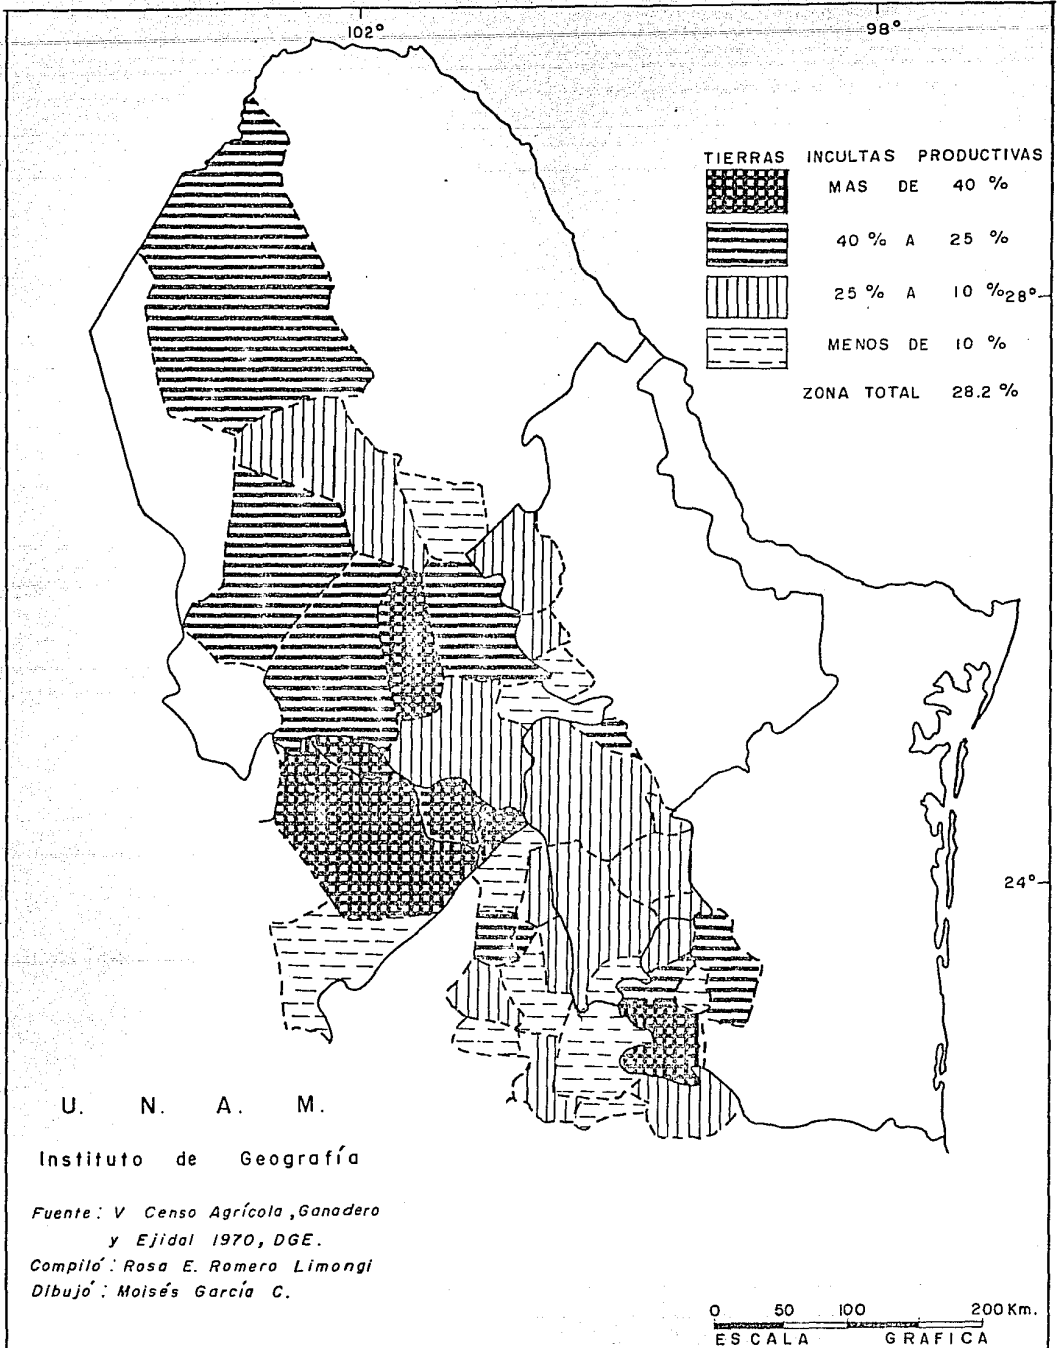 102° 98°
TIERRAS INCULTAS PRODUCTIVAS
MAS DE 40 %
40 % A 25 %
25 % A 10 %
28°
MENOS DE 10 %
ZONA TOTAL 28.2 %
24°
U. N. A. M.
Instituto de Geografía
Fuente: V Censo Agrícola, Ganadero
y Ejidal 1970, DGE.
Compiló: Rosa E. Romero Limongi
Dibujó: Moisés García C.
0 50 100 200 Km.
ESCALA GRAFICA